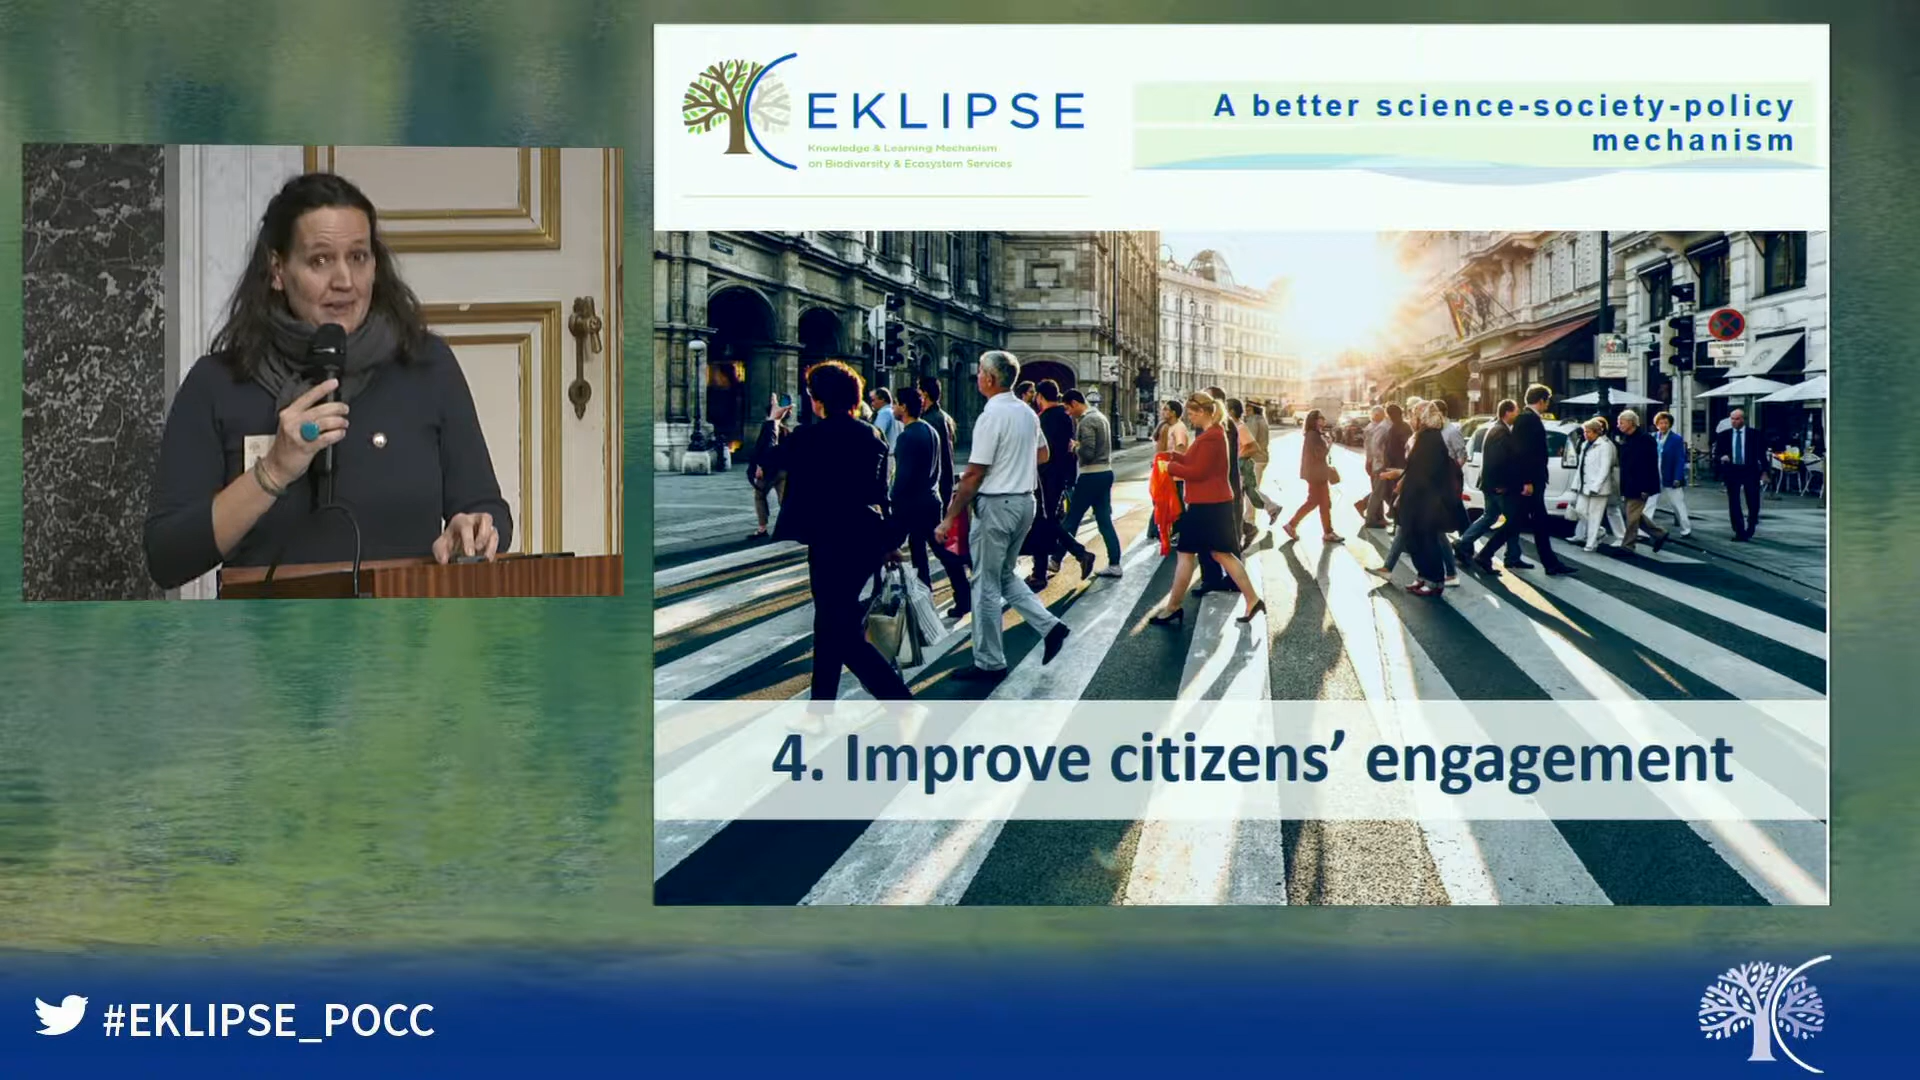 EKLIPSE
Knowledge & Learning Mechanism
on Biodiversity & Ecosystem Services
A better science-society-policy
mechanism
4. Improve citizens’ engagement
#EKLIPSE_POCC